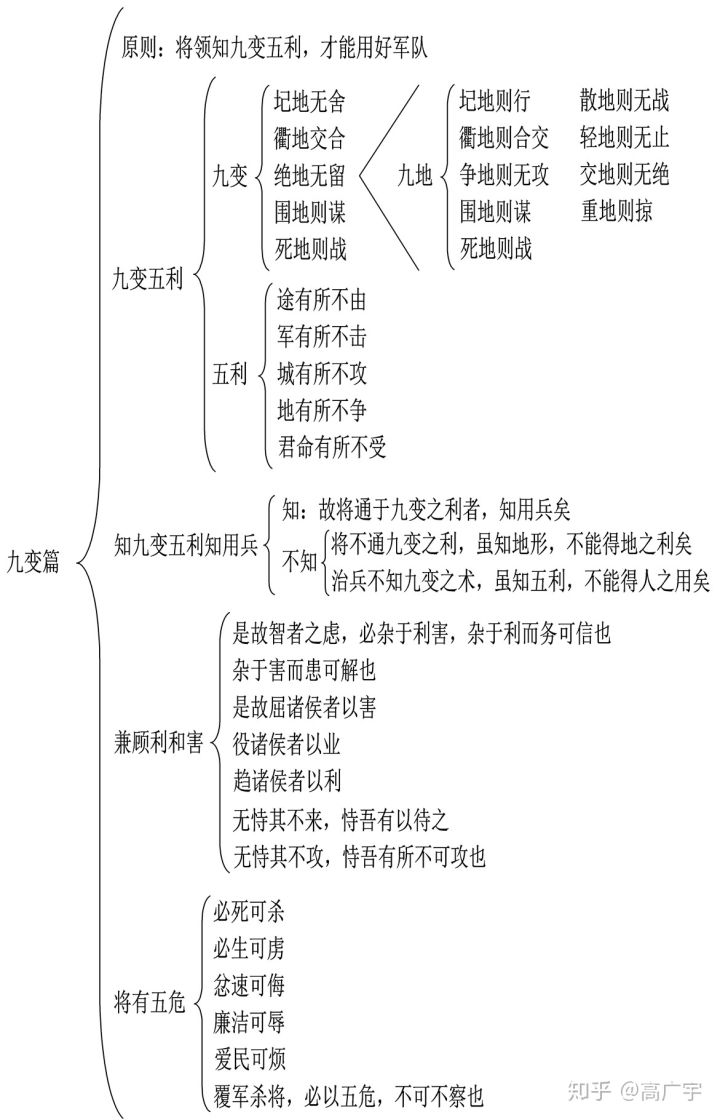 原则：将领知九变五利，才能用好军队
九变五利
九变
圮地无舍
衢地交合
绝地无留
围地则谋
死地则战
九地
圮地则行 散地则无战
衢地则合交 轻地则无止
争地则无攻 交地则无绝
围地则谋 重地则掠
死地则战
五利
途有所不由
军有所不击
城有所不攻
地有所不争
君命有所不受
九变篇
知九变五利知用兵
知：故将通于九变之利者，知用兵矣
不知
将不通九变之利，虽知地形，不能得地之利矣
治兵不知九变之术，虽知五利，不能得人之用矣
兼顾利和害
是故智者之虑，必杂于利害，杂于利而务可信也
杂于害而患可解也
是故屈诸侯者以害
役诸侯者以业
趋诸侯者以利
无恃其不来，恃吾有以待之
无恃其不攻，恃吾有所不可攻也
将有五危
必死可杀
必生可虏
忿速可侮
廉洁可辱
爱民可烦
覆军杀将，必以五危，不可不察也
知乎 @高广宇